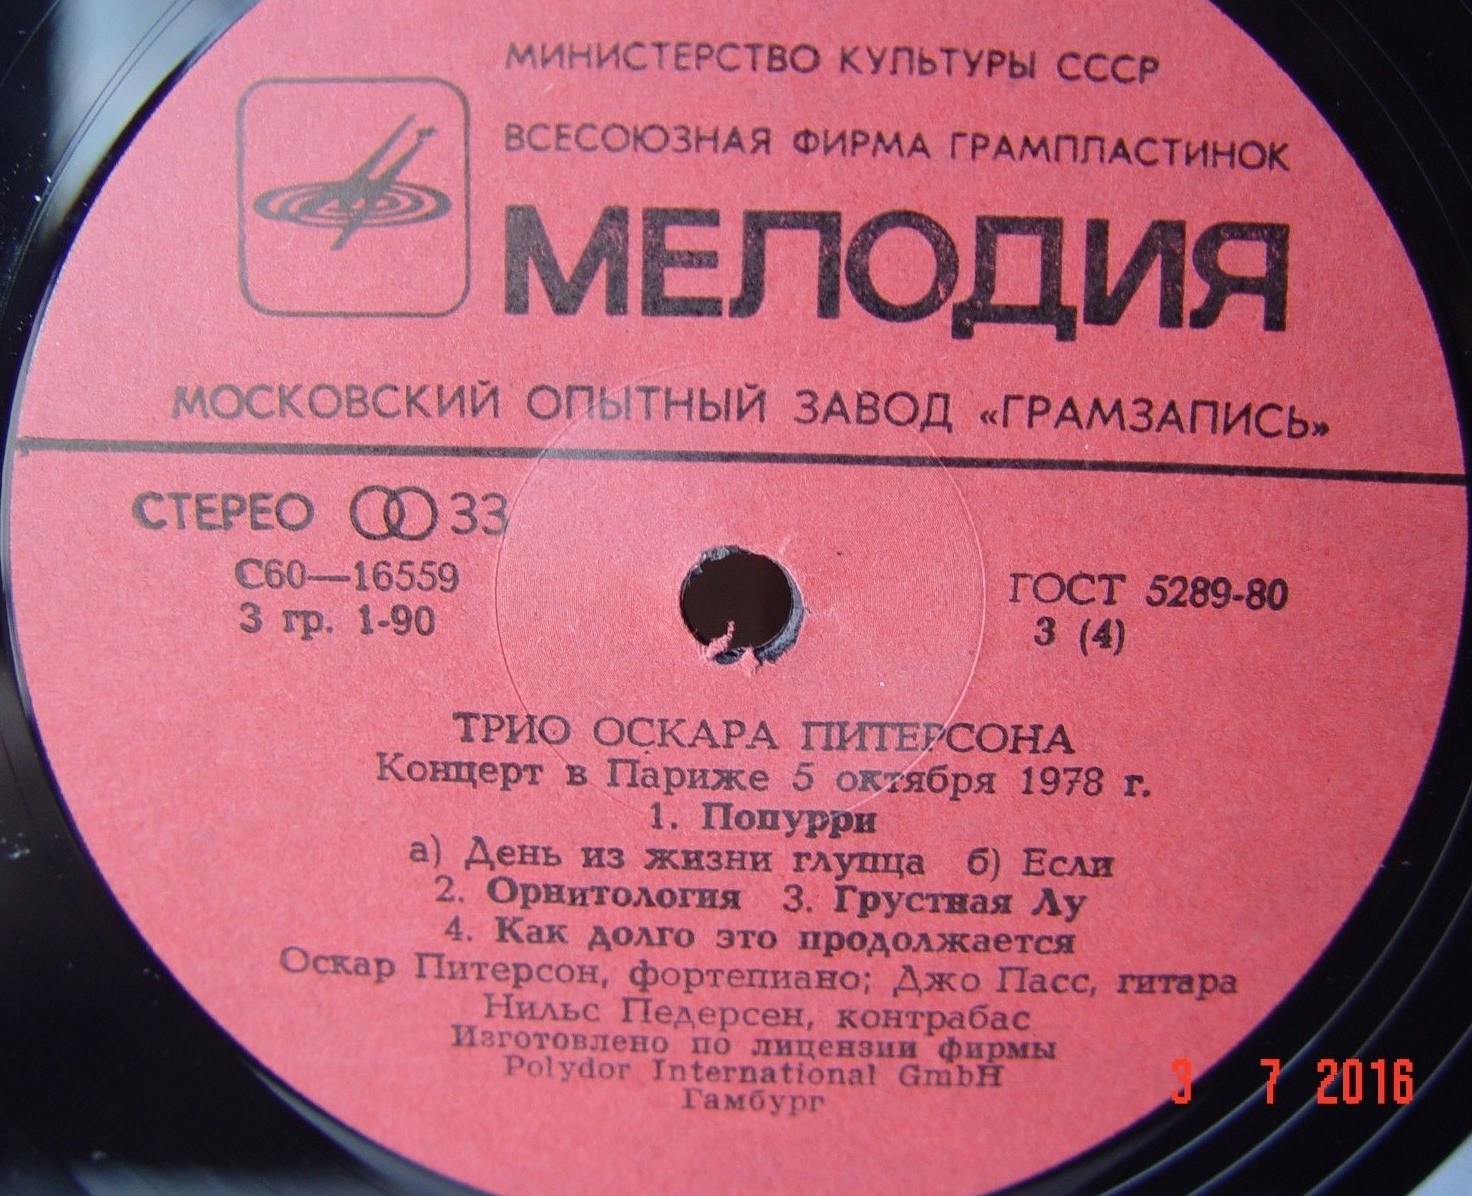 МИНИСТЕРСТВО КУЛЬТУРЫ СССР
ВСЕСОЮЗНАЯ ФИРМА ГРАМПЛАСТИНОК
МЕЛОДИЯ
МОСКОВСКИЙ ОПЫТНЫЙ ЗАВОД «ГРАМЗАПИСЬ»
СТЕРЕО 33
С60—16559
3 гр. 1-90
ГОСТ 5289-80
3 (4)
ТРИО ОСКАРА ПИТЕРСОНА
Концерт в Париже 5 октября 1978 г.
1. Попурри
а) День из жизни глупца б) Если
2. Орнитология 3. Грустная Лу
4. Как долго это продолжается
Оскар Питерсон, фортепиано; Джо Пасс, гитара
Нильс Педерсен, контрабас
Изготовлено по лицензии фирмы
Polydor International GmbH
Гамбург
3 7 2016